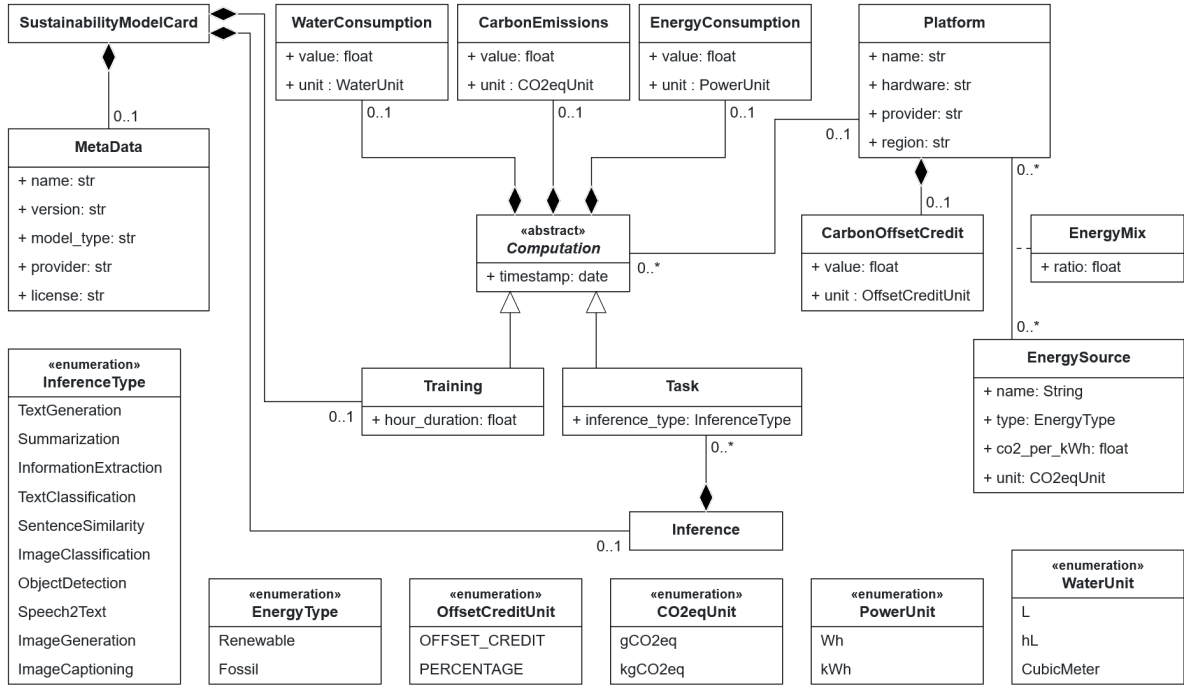 SustainabilityModelCard
0..1
MetaData
+ name: str
+ version: str
+ model_type: str
+ provider: str
+ license: str
WaterConsumption
+ value: float
+ unit : WaterUnit
0..1
CarbonEmissions
+ value: float
+ unit : CO2eqUnit
0..1
EnergyConsumption
+ value: float
+ unit : PowerUnit
0..1
Platform
+ name: str
+ hardware: str
+ provider: str
+ region: str
0..1
0..*
0..1
«abstract»
Computation
+ timestamp: date
0..*
CarbonOffsetCredit
+ value: float
+ unit : OffsetCreditUnit
EnergyMix
+ ratio: float
0..*
EnergySource
+ name: String
+ type: EnergyType
+ co2_per_kWh: float
+ unit: CO2eqUnit
Training
+ hour_duration: float
0..1
Task
+ inference_type: InferenceType
0..*
Inference
0..1
«enumeration»
InferenceType
TextGeneration
Summarization
InformationExtraction
TextClassification
SentenceSimilarity
ImageClassification
ObjectDetection
Speech2Text
ImageGeneration
ImageCaptioning
«enumeration»
EnergyType
Renewable
Fossil
«enumeration»
OffsetCreditUnit
OFFSET_CREDIT
PERCENTAGE
«enumeration»
CO2eqUnit
gCO2eq
kgCO2eq
«enumeration»
PowerUnit
Wh
kWh
«enumeration»
WaterUnit
L
hL
CubicMeter